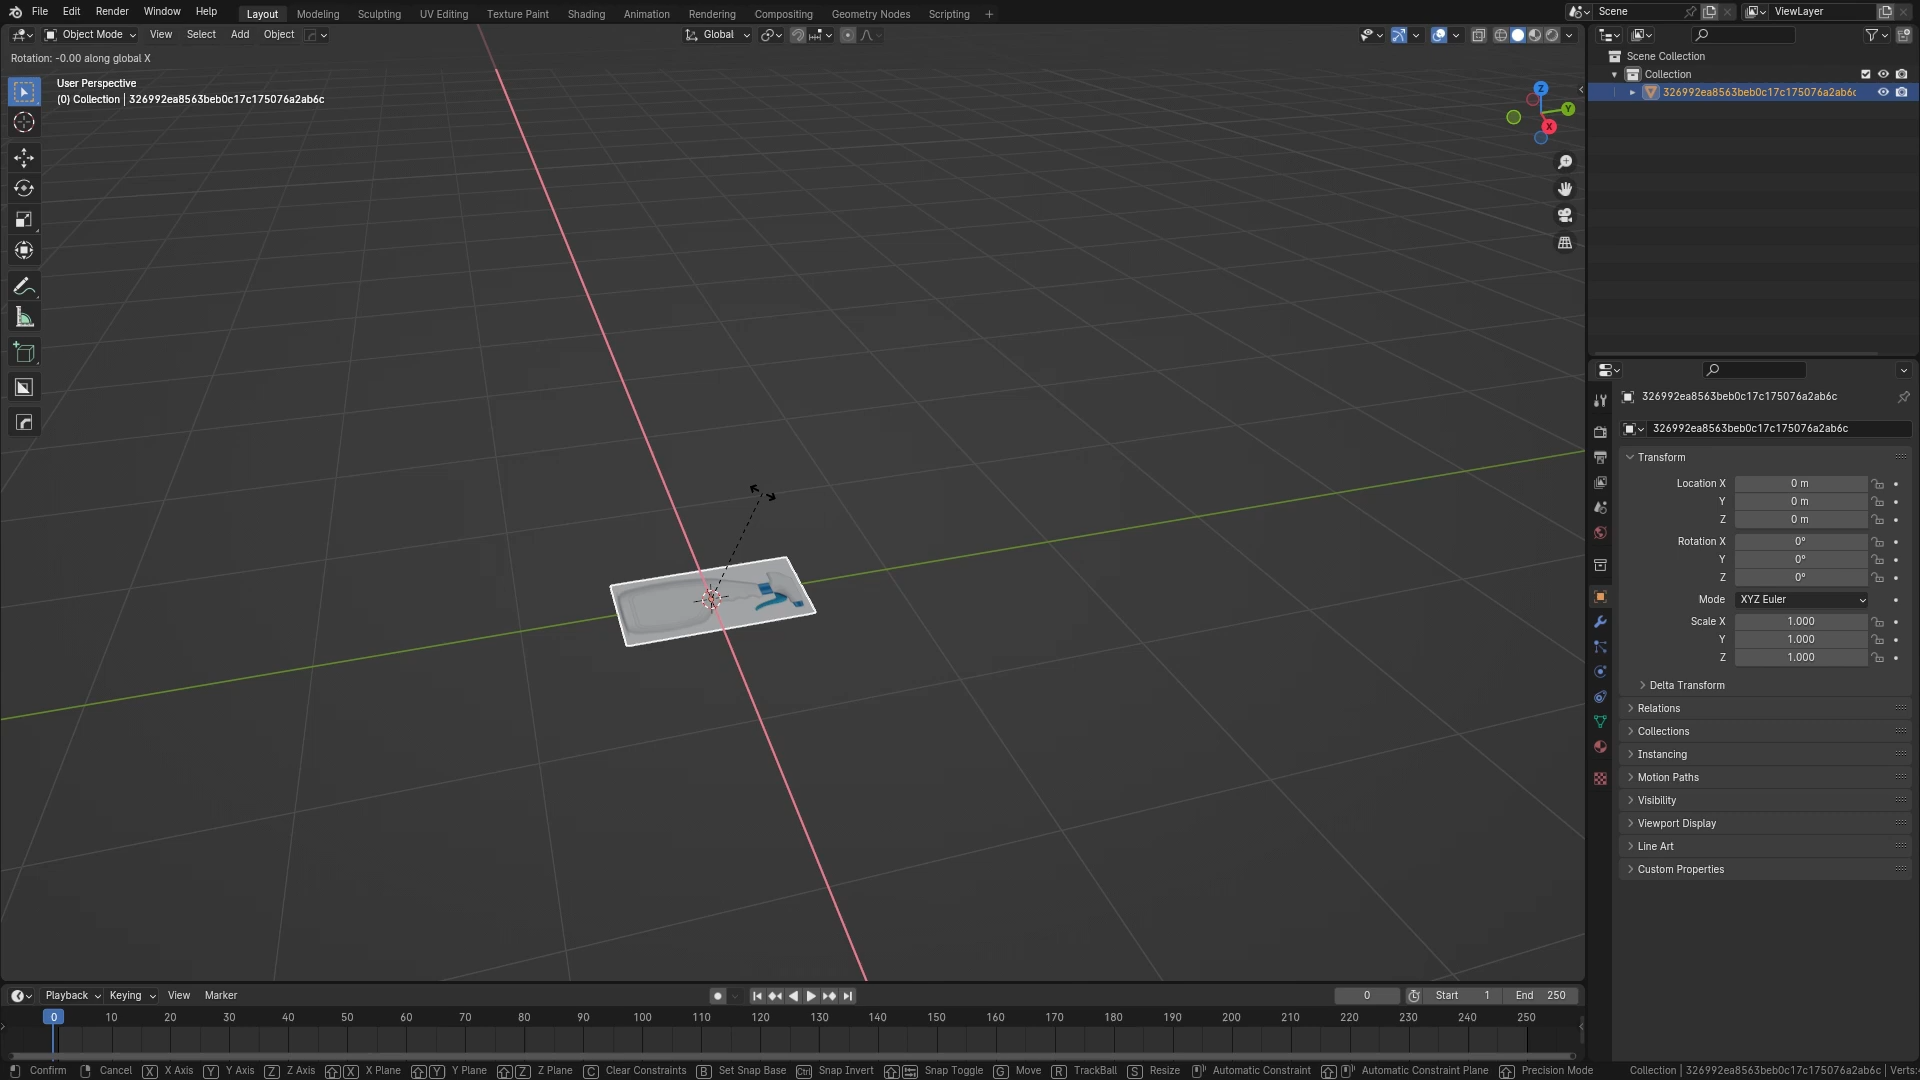 File Edit Render Window Help Layout Modeling Sculpting UV Editing Texture Paint Shading Animation Rendering Compositing Geometry Nodes Scripting + Scene ViewLayer
Object Mode View Select Add Object Global
Rotation: -0.00 along global X
User Perspective
(0) Collection | 326992ea8563beb0c17c175076a2ab6c
Z
Y
X
Scene Collection
Collection
326992ea8563beb0c17c175076a2ab6c
326992ea8563beb0c17c175076a2ab6c
326992ea8563beb0c17c175076a2ab6c
Transform
Location X 0 m
Y 0 m
Z 0 m
Rotation X 0°
Y 0°
Z 0°
Mode XYZ Euler
Scale X 1.000
Y 1.000
Z 1.000
Delta Transform
Relations
Collections
Instancing
Motion Paths
Visibility
Viewport Display
Line Art
Custom Properties
Playback Keying View Marker 0 Start 1 End 250
0 10 20 30 40 50 60 70 80 90 100 110 120 130 140 150 160 170 180 190 200 210 220 230 240 250
Confirm Cancel X X Axis Y Y Axis Z Z Axis X X Plane Y Y Plane Z Z Plane C Clear Constraints B Set Snap Base Ctrl Snap Invert Snap Toggle G Move R TrackBall S Resize Automatic Constraint Automatic Constraint Plane Precision Mode Collection | 326992ea8563beb0c17c175076a2ab6c | Verts: